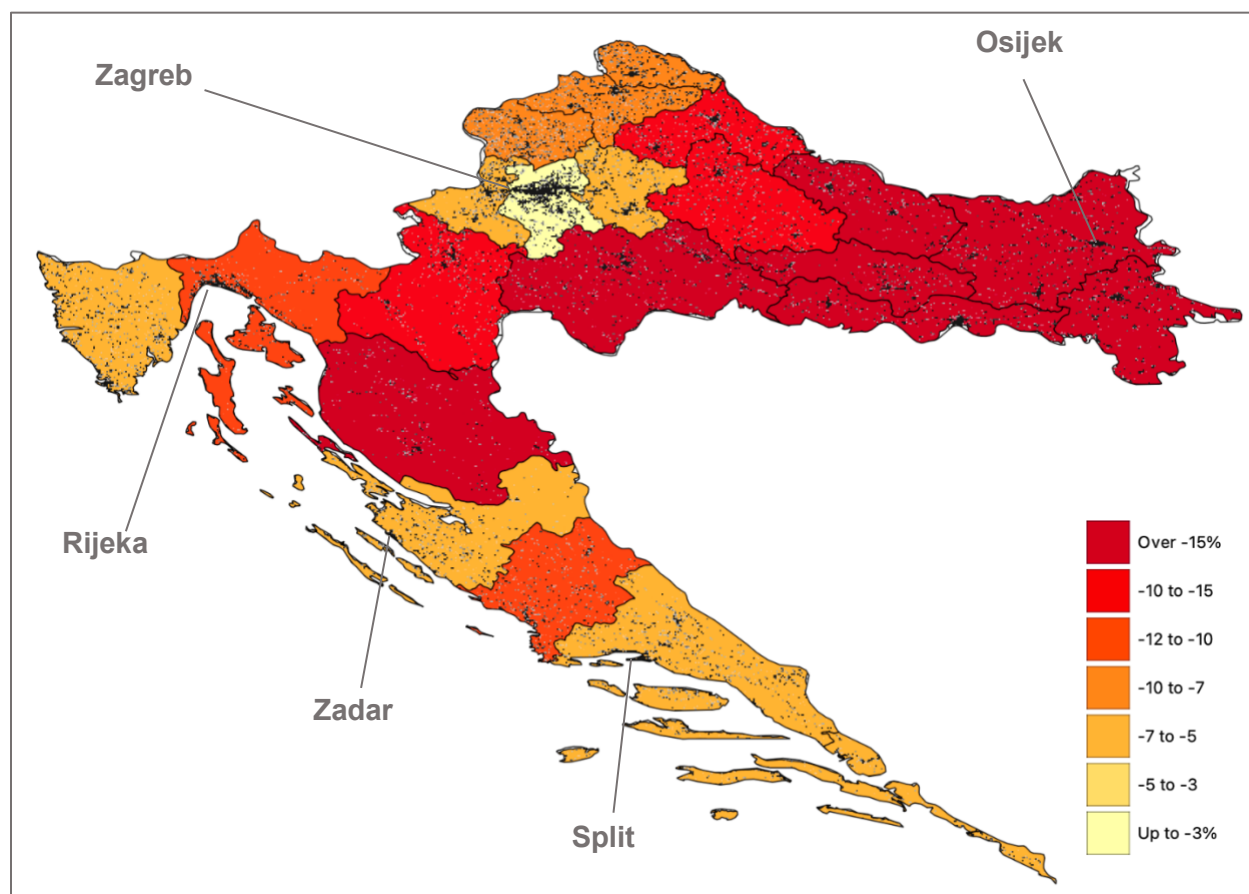 Osijek
Zagreb
Rijeka
Zadar
Split
Over -15%
-10 to -15
-12 to -10
-10 to -7
-7 to -5
-5 to -3
Up to -3%